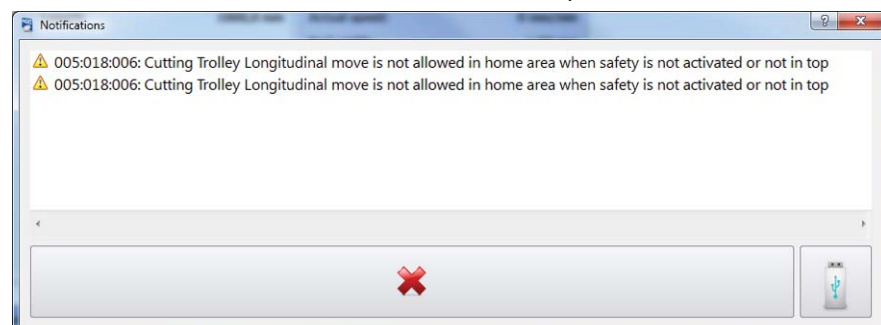 Notifications
005:018:006: Cutting Trolley Longitudinal move is not allowed in home area when safety is not activated or not in top
005:018:006: Cutting Trolley Longitudinal move is not allowed in home area when safety is not activated or not in top